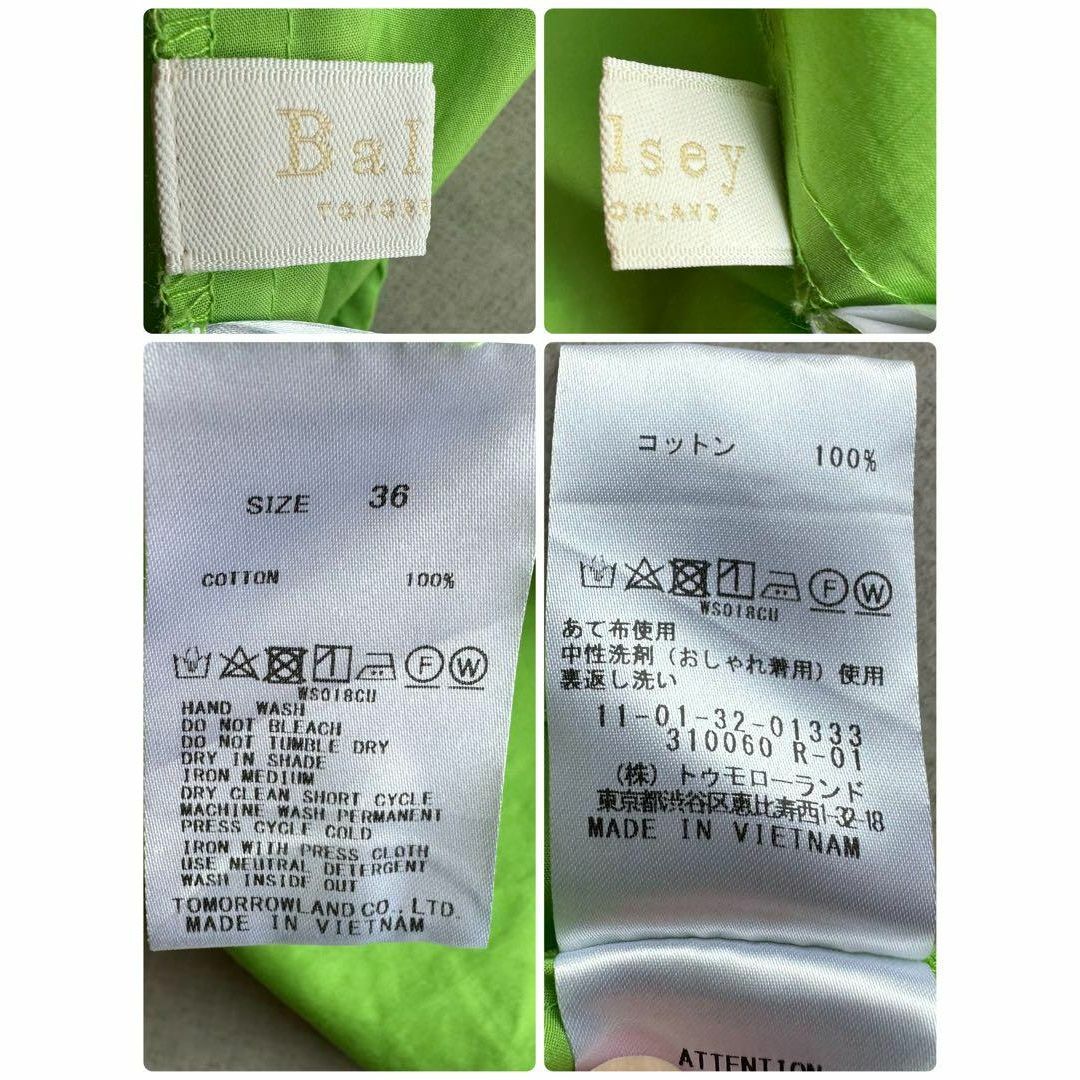 Bal
lsey
OWLAND
SIZE 36
COTTON 100%
WS018CU
HAND WASH
DO NOT BLEACH
DO NOT TUMBLE DRY
DRY IN SHADE
IRON MEDIUM
DRY CLEAN SHORT CYCLE
MACHINE WASH PERMANENT
PRESS CYCLE COLD
IRON WITH PRESS CLOTH
USE NEUTRAL DETERGENT
WASH INSIDE OUT
TOMORROWLAND CO., LTD.
MADE IN VIETNAM
コットン 100%
F W
WS018CU
あて布使用
中性洗剤（おしゃれ着用）使用
裏返し洗い
11-01-32-01333
310060 R-01
（株）トゥモローランド
東京都渋谷区恵比寿西1-32-18
MADE IN VIETNAM
ATTENTION